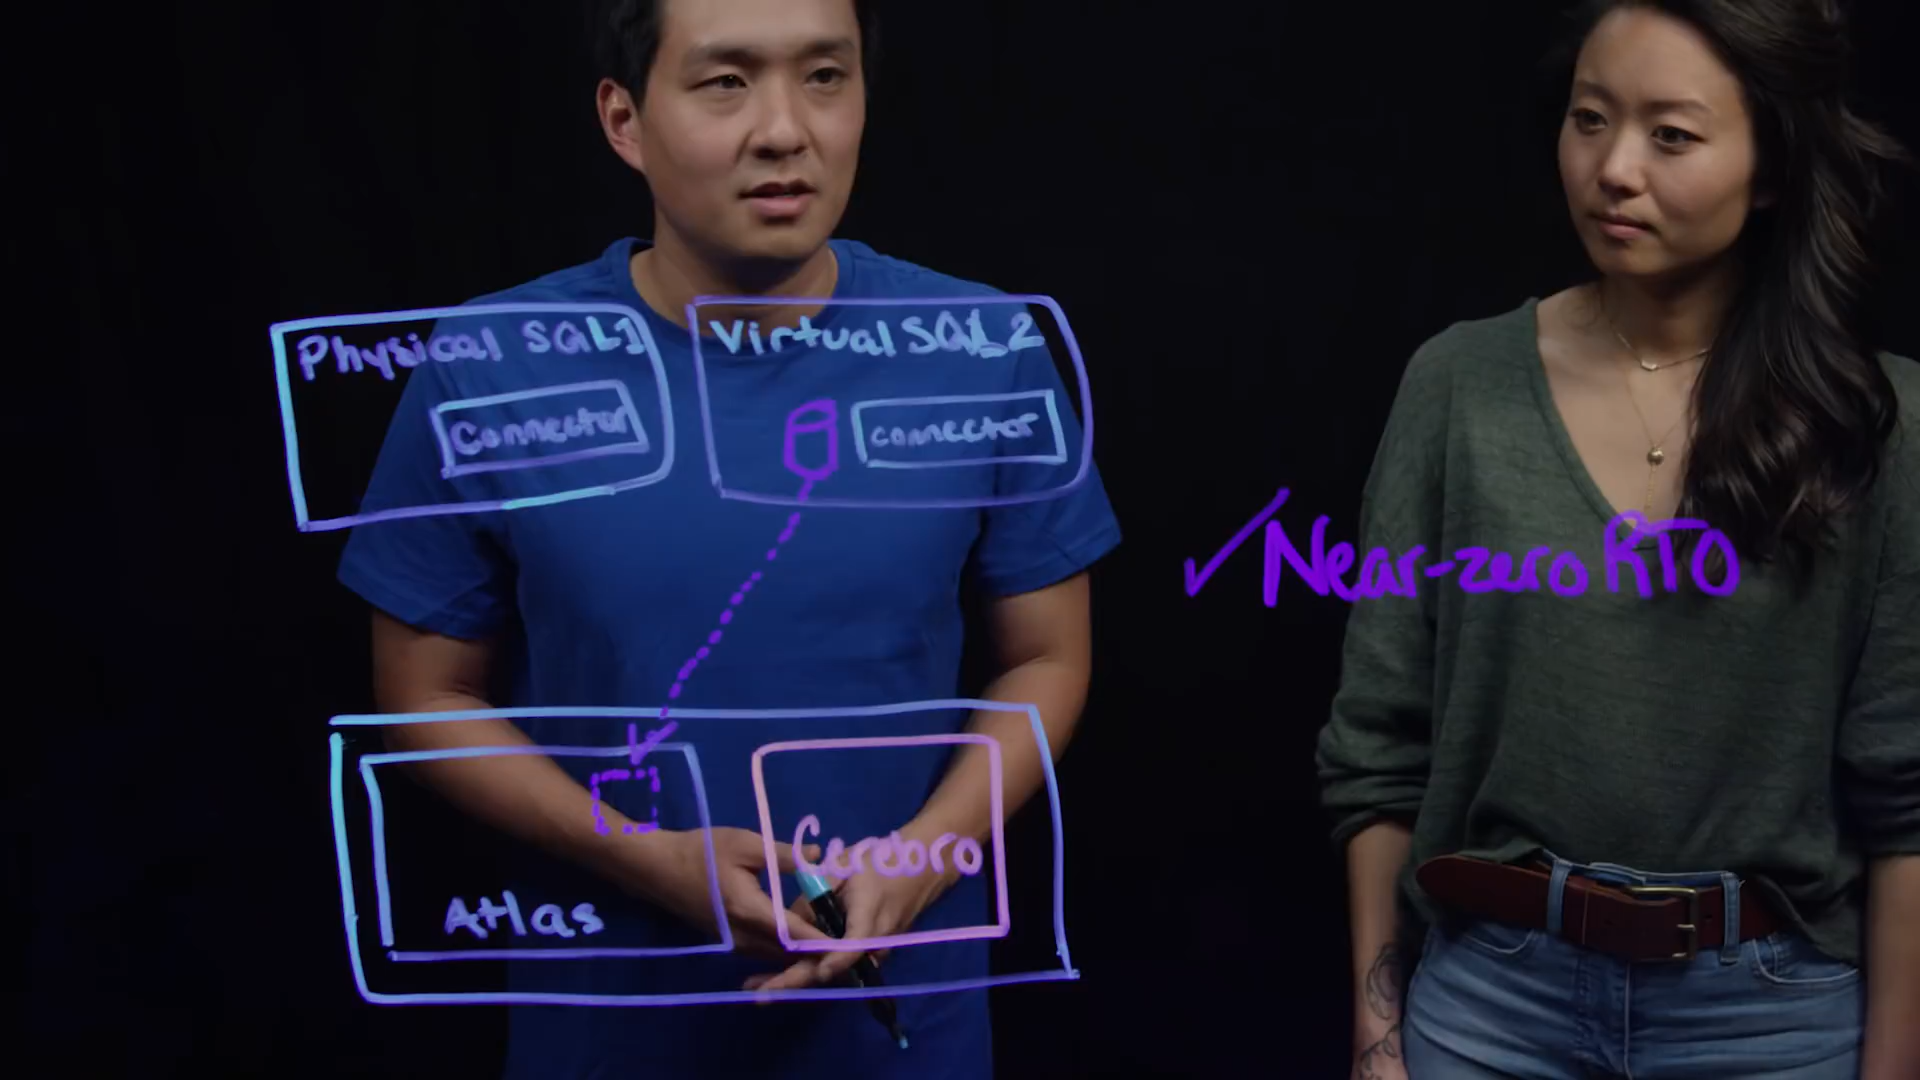 Physical SQL1
Connector
Virtual SQL2
connector
✓ Near-zero RTO
Atlas
Cerebro